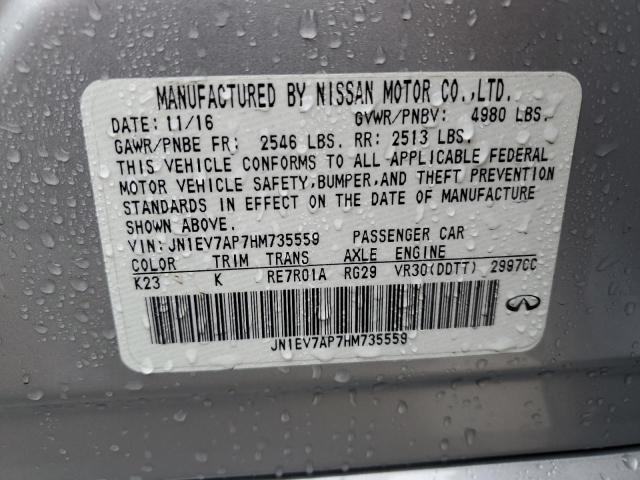 MANUFACTURED BY NISSAN MOTOR CO.,LTD.
DATE: 11/16 GVWR/PNBV: 4980 LBS.
GAWR/PNBE FR: 2546 LBS. RR: 2513 LBS.
THIS VEHICLE CONFORMS TO ALL APPLICABLE FEDERAL
MOTOR VEHICLE SAFETY,BUMPER,AND THEFT PREVENTION
STANDARDS IN EFFECT ON THE DATE OF MANUFACTURE
SHOWN ABOVE.
VIN: JN1EV7AP7HM735559 PASSENGER CAR
COLOR TRIM TRANS AXLE ENGINE
K23 K RE7R01A RG29 VR30(DDTT) 2997CC
JN1EV7AP7HM735559